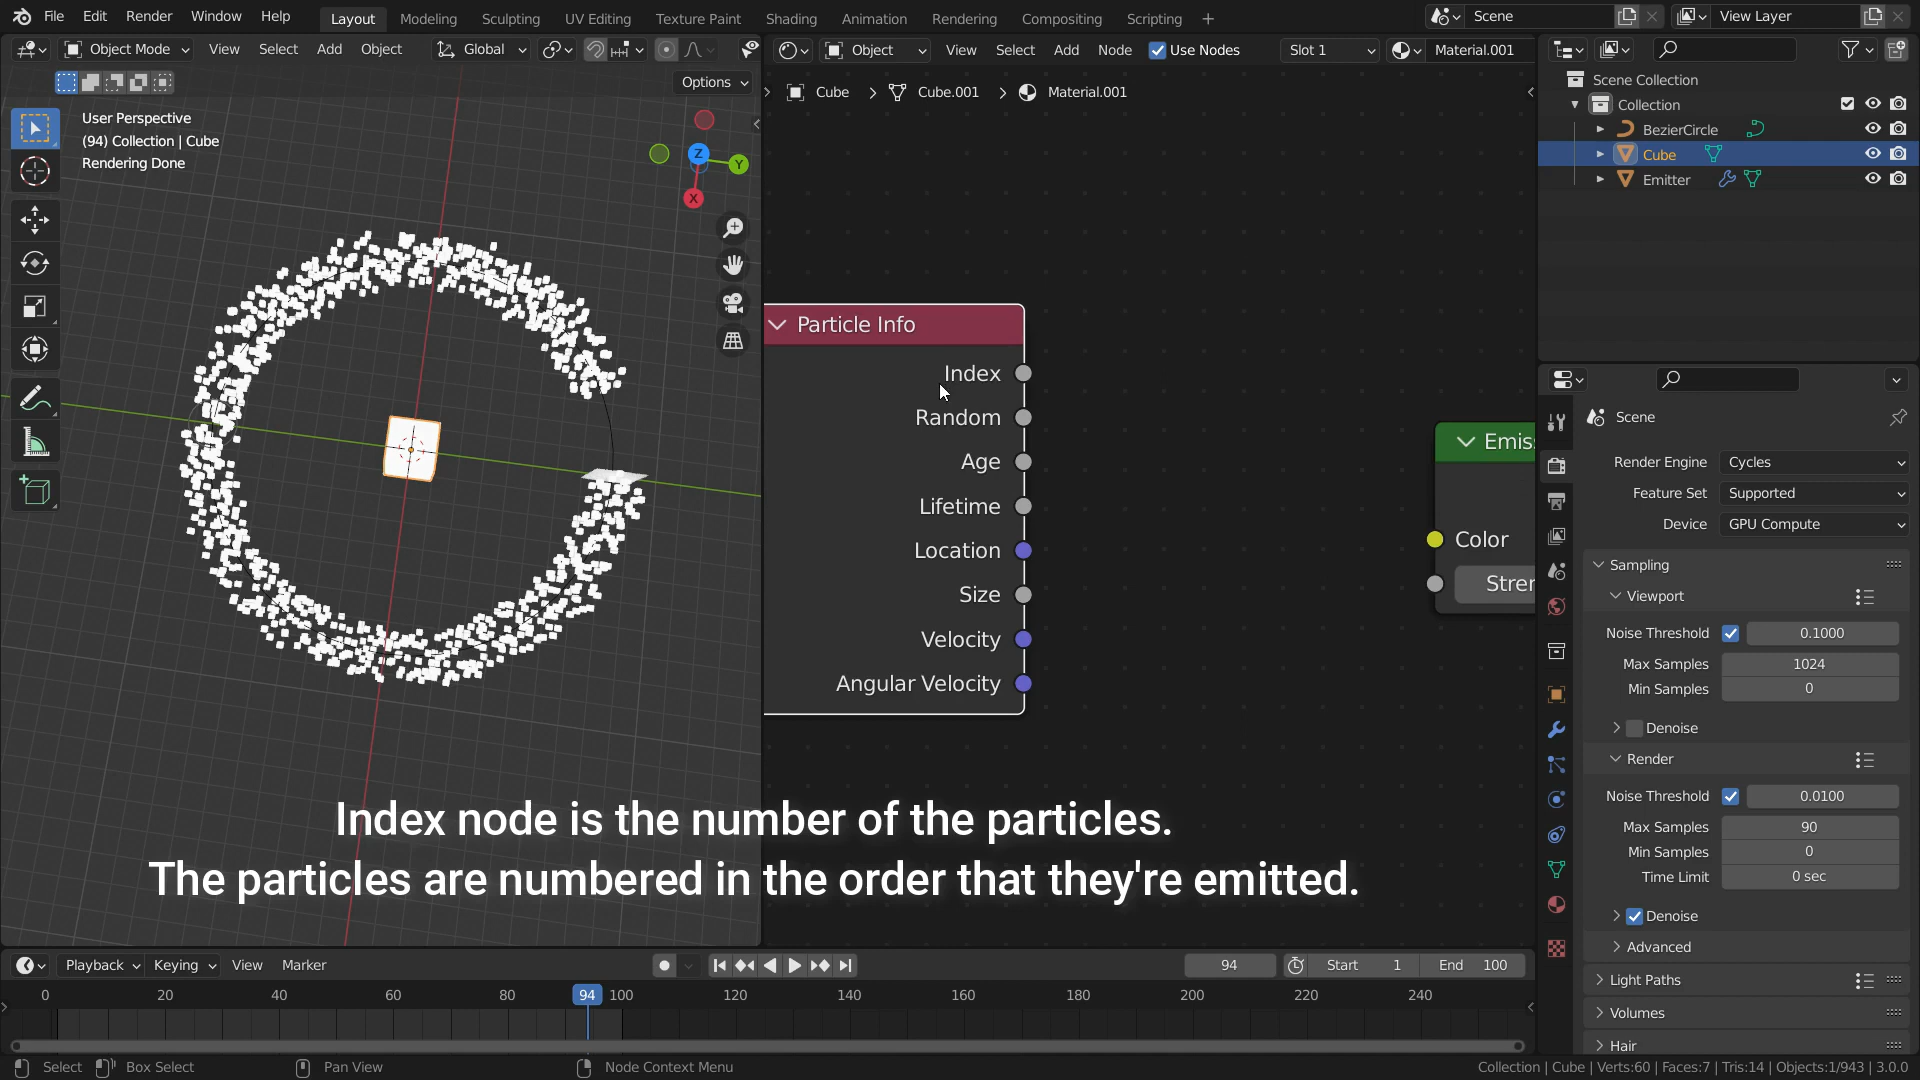 File Edit Render Window Help Layout Modeling Sculpting UV Editing Texture Paint Shading Animation Rendering Compositing Scripting + Scene View Layer
Object Mode View Select Add Object Global Object View Select Add Node Use Nodes Slot 1 Material.001
Options
Cube > Cube.001 > Material.001
User Perspective
(94) Collection | Cube
Rendering Done
Z
Y
X
Particle Info
Index
Random
Age
Lifetime
Location
Size
Velocity
Angular Velocity
Emis
Color
Stren
Scene Collection
Collection
BezierCircle
Cube
Emitter
Scene
Render Engine Cycles
Feature Set Supported
Device GPU Compute
Sampling
Viewport
Noise Threshold 0.1000
Max Samples 1024
Min Samples 0
Denoise
Render
Noise Threshold 0.0100
Max Samples 90
Min Samples 0
Time Limit 0 sec
Denoise
Advanced
Light Paths
Volumes
Hair
Index node is the number of the particles.
The particles are numbered in the order that they're emitted.
Playback Keying View Marker 94 Start 1 End 100
0 20 40 60 80 94 100 120 140 160 180 200 220 240
Select Box Select Pan View Node Context Menu Collection | Cube | Verts:60 | Faces:7 | Tris:14 | Objects:1/943 | 3.0.0